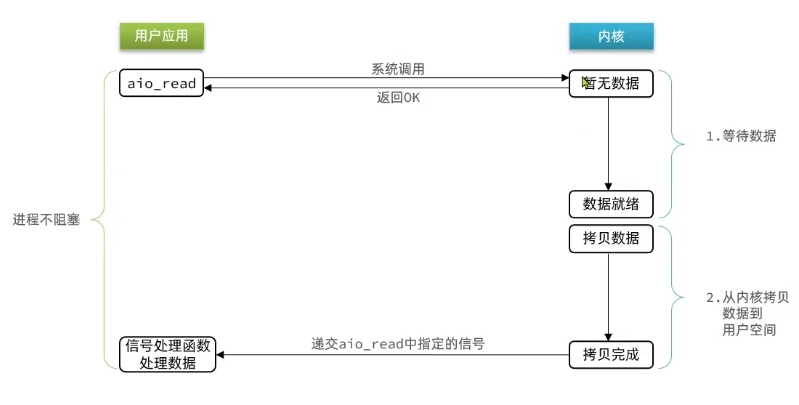 用户应用
内核
aio_read
系统调用
返回OK
暂无数据
1.等待数据
数据就绪
进程不阻塞
拷贝数据
2.从内核拷贝
数据到
用户空间
信号处理函数
处理数据
递交aio_read中指定的信号
拷贝完成